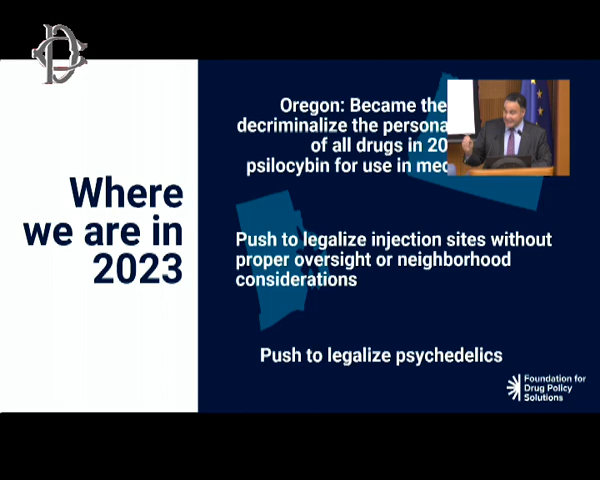 Where
we are in
2023
Oregon: Became the
decriminalize the persona
of all drugs in 20
psilocybin for use in med
Push to legalize injection sites without
proper oversight or neighborhood
considerations
Push to legalize psychedelics
Foundation for
Drug Policy
Solutions